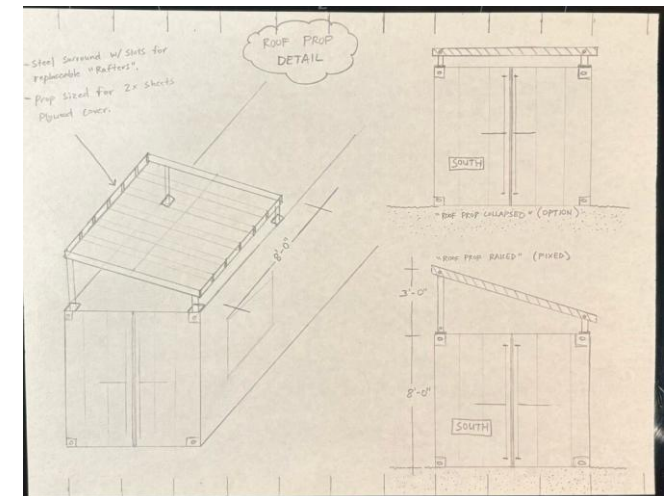 - Steel Surround w/ Slots for
replaceable "Rafters".
- Prop Sized for 2x Sheets
Plywood Cover.
ROOF PROP
DETAIL
8'-0"
SOUTH
"ROOF PROP COLLAPSED" (OPTION)
"ROOF PROP RAISED" (FIXED)
3'-0"
8'-0"
SOUTH